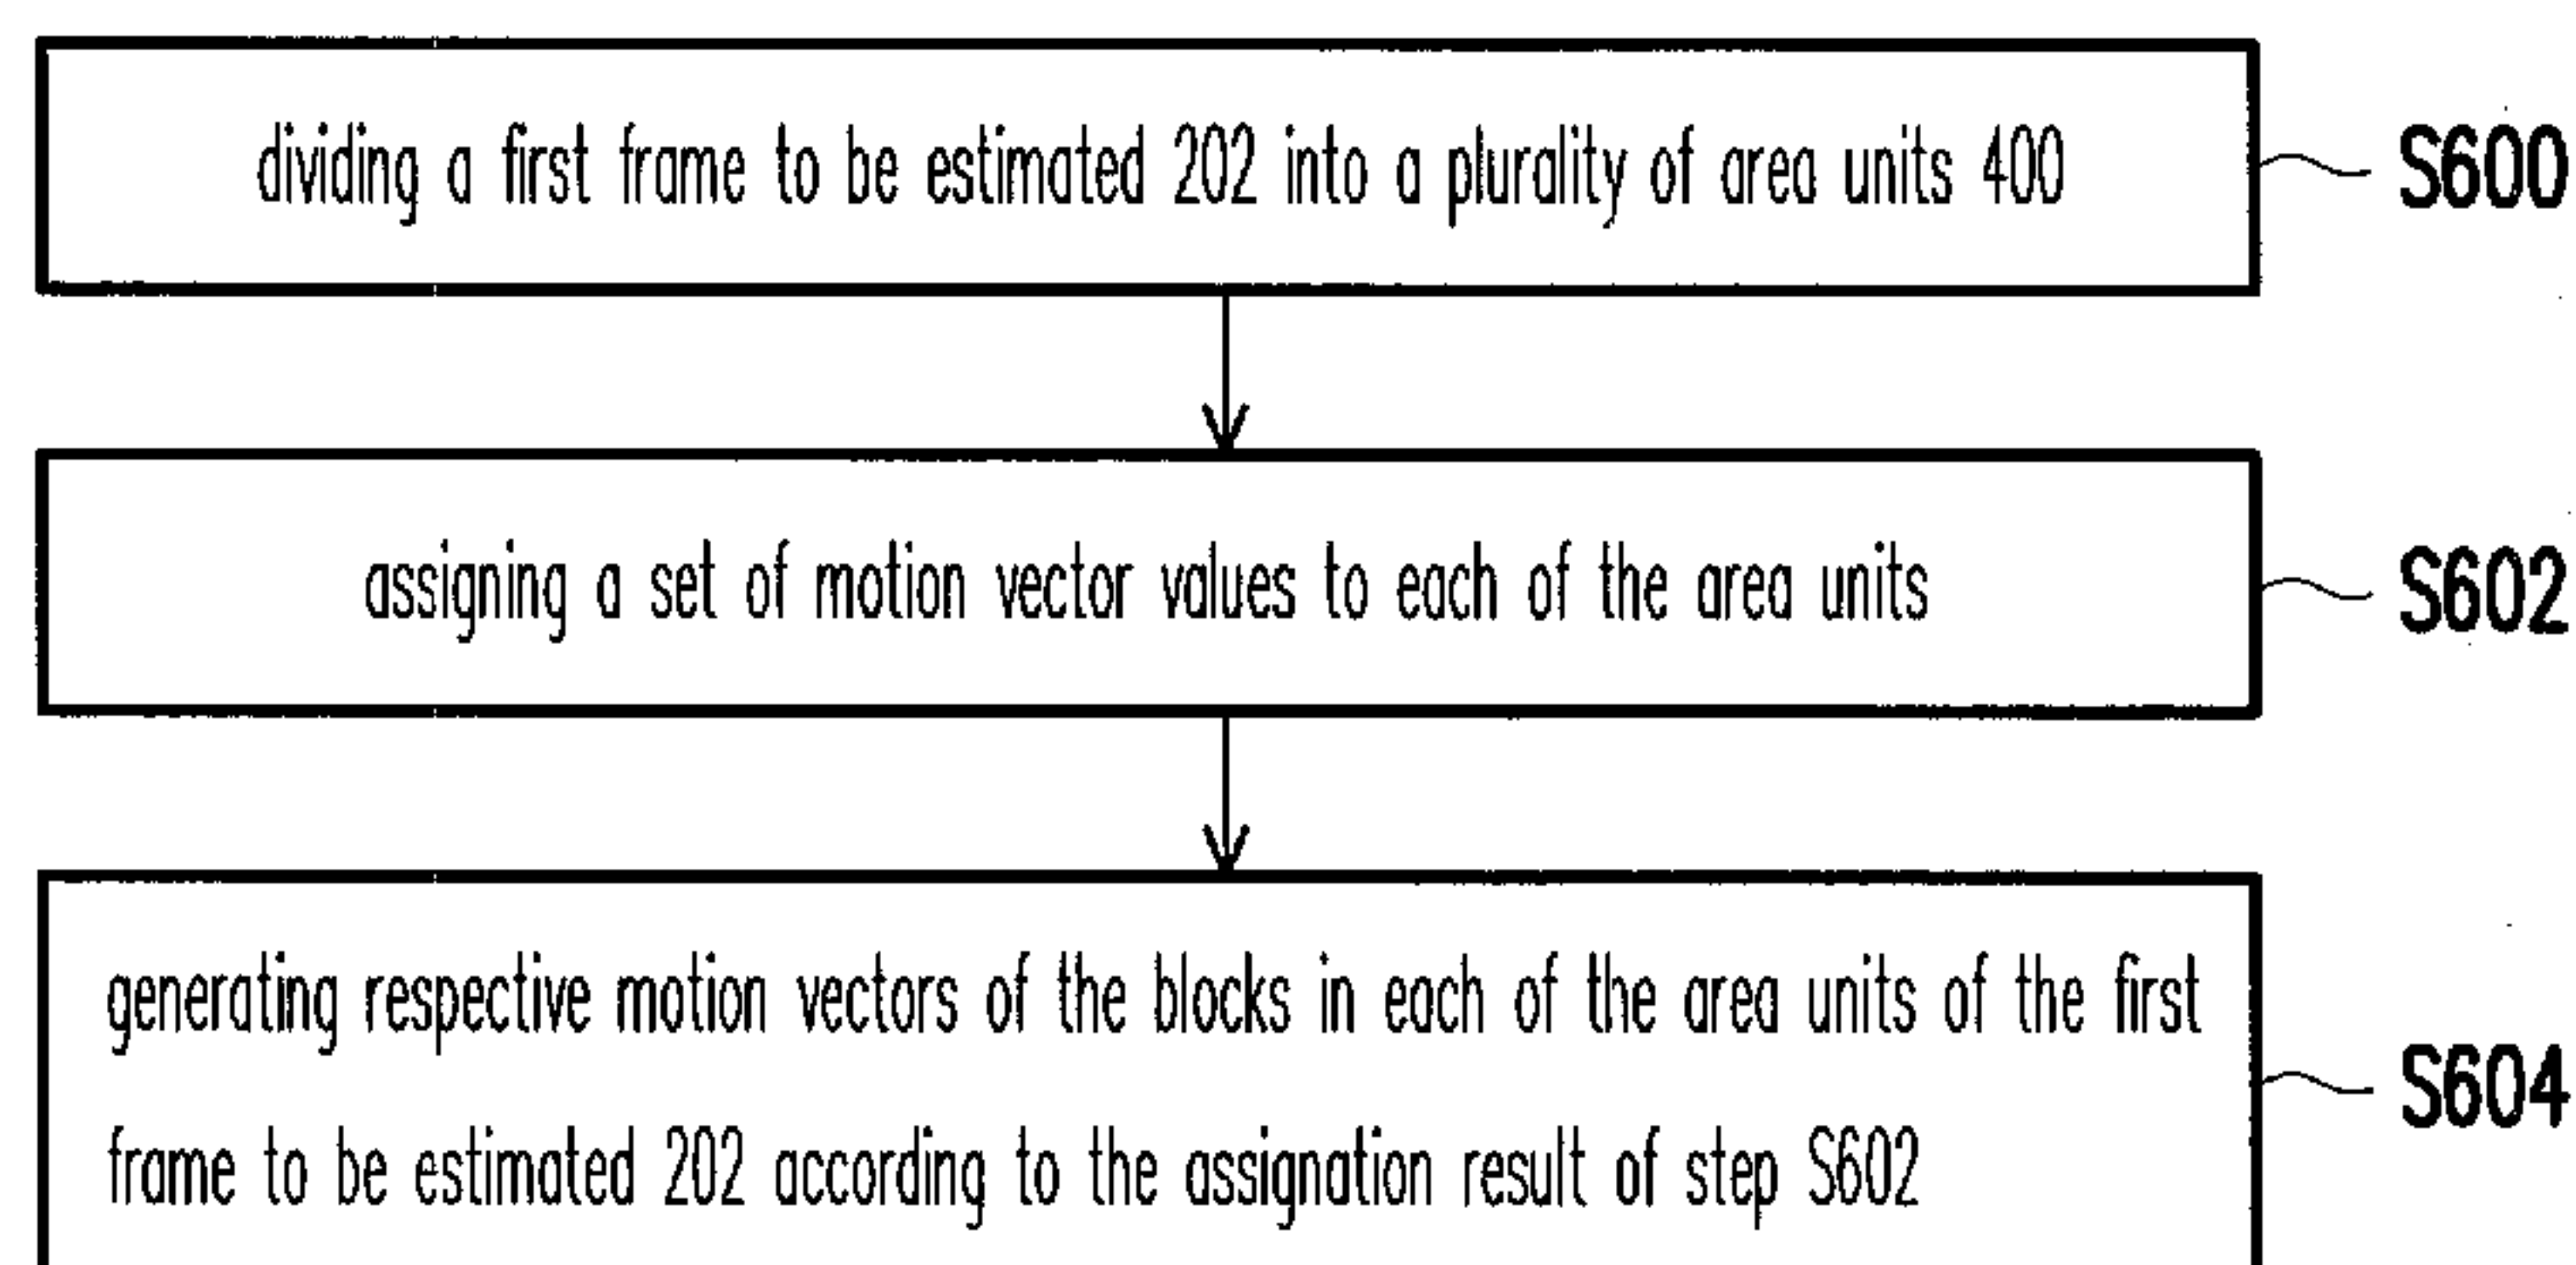 dividing a first frame to be estimated 202 into a plurality of area units 400
S600
assigning a set of motion vector values to each of the area units
S602
generating respective motion vectors of the blocks in each of the area units of the first
frame to be estimated 202 according to the assignation result of step S602
S604